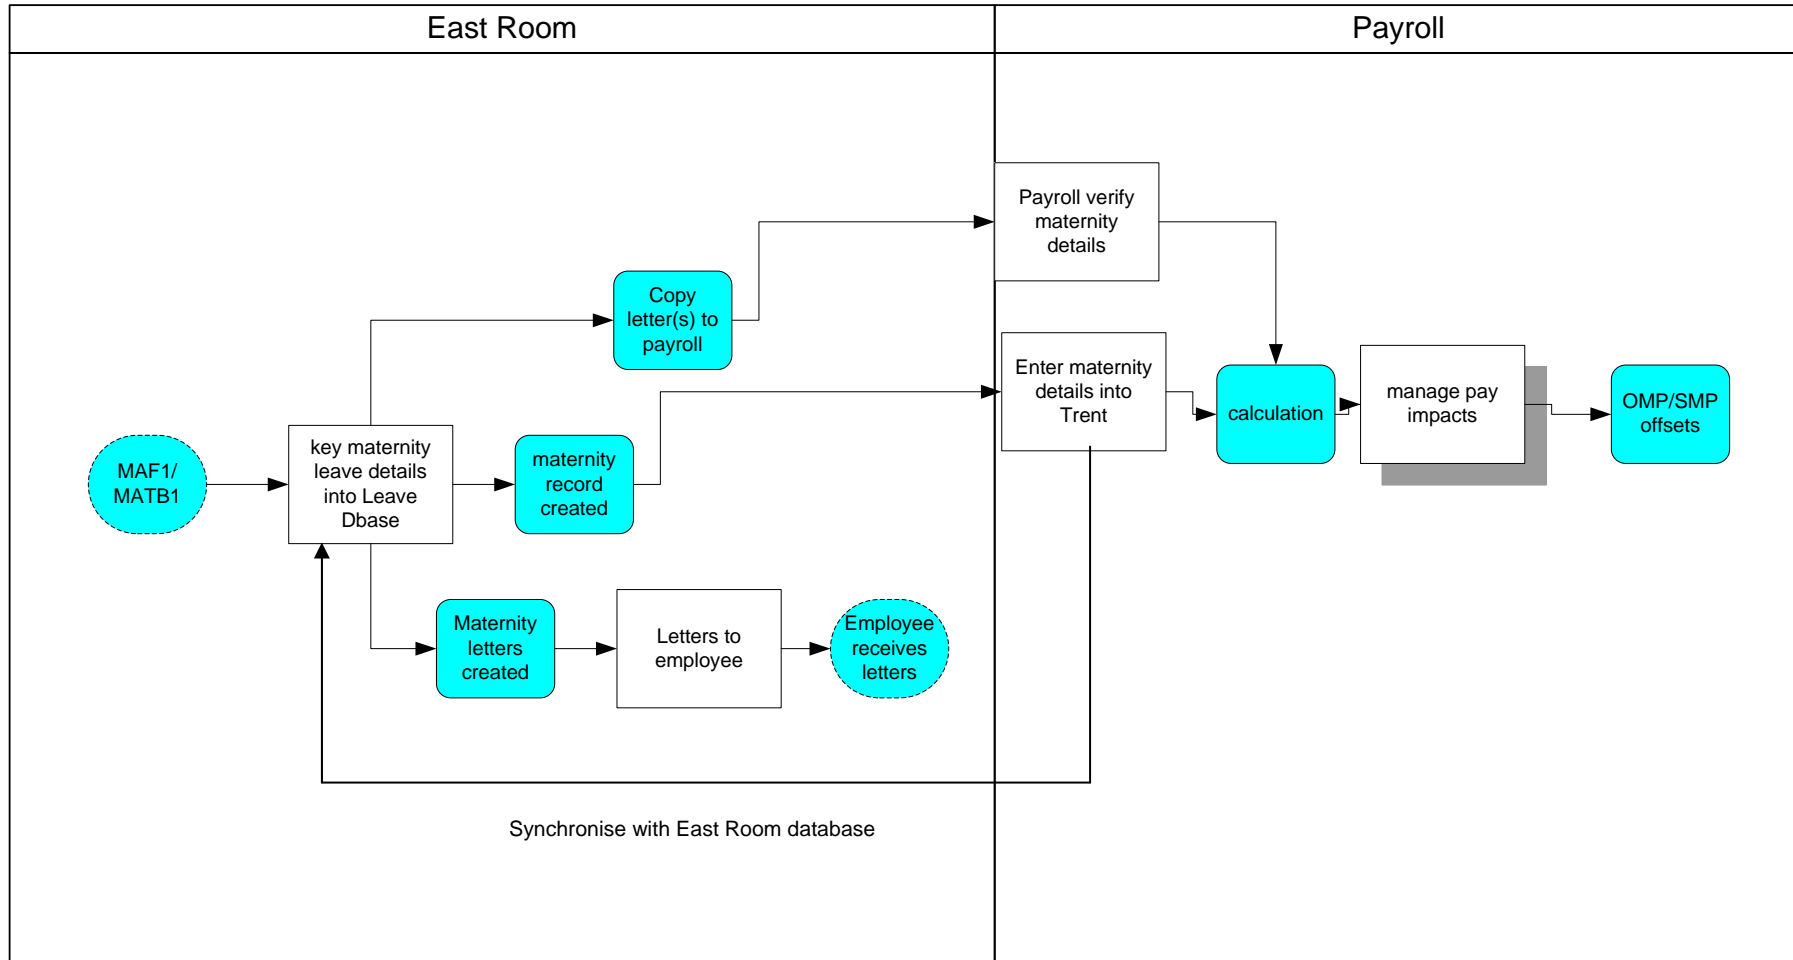 East Room
Payroll
Payroll verify
maternity
details
Copy
letter(s) to
payroll
Enter maternity
details into
Trent
calculation
manage pay
impacts
OMP/SMP
offsets
MAF1/
MATB1
key maternity
leave details
into Leave
Dbase
maternity
record
created
Maternity
letters
created
Letters to
employee
Employee
receives
letters
Synchronise with East Room database